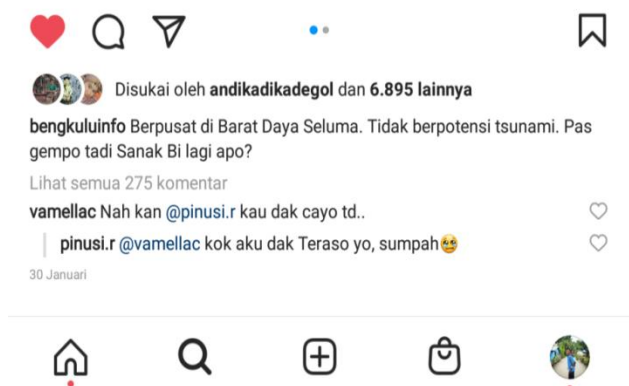 Disukai oleh andikadikadegol dan 6.895 lainnya
bengkuluinfo Berpusat di Barat Daya Seluma. Tidak berpotensi tsunami. Pas
gempo tadi Sanak Bi lagi apo?
Lihat semua 275 komentar
vamellac Nah kan @pinusi.r kau dak cayo td..
pinusi.r @vamellac kok aku dak Teraso yo, sumpah🥹
30 Januari